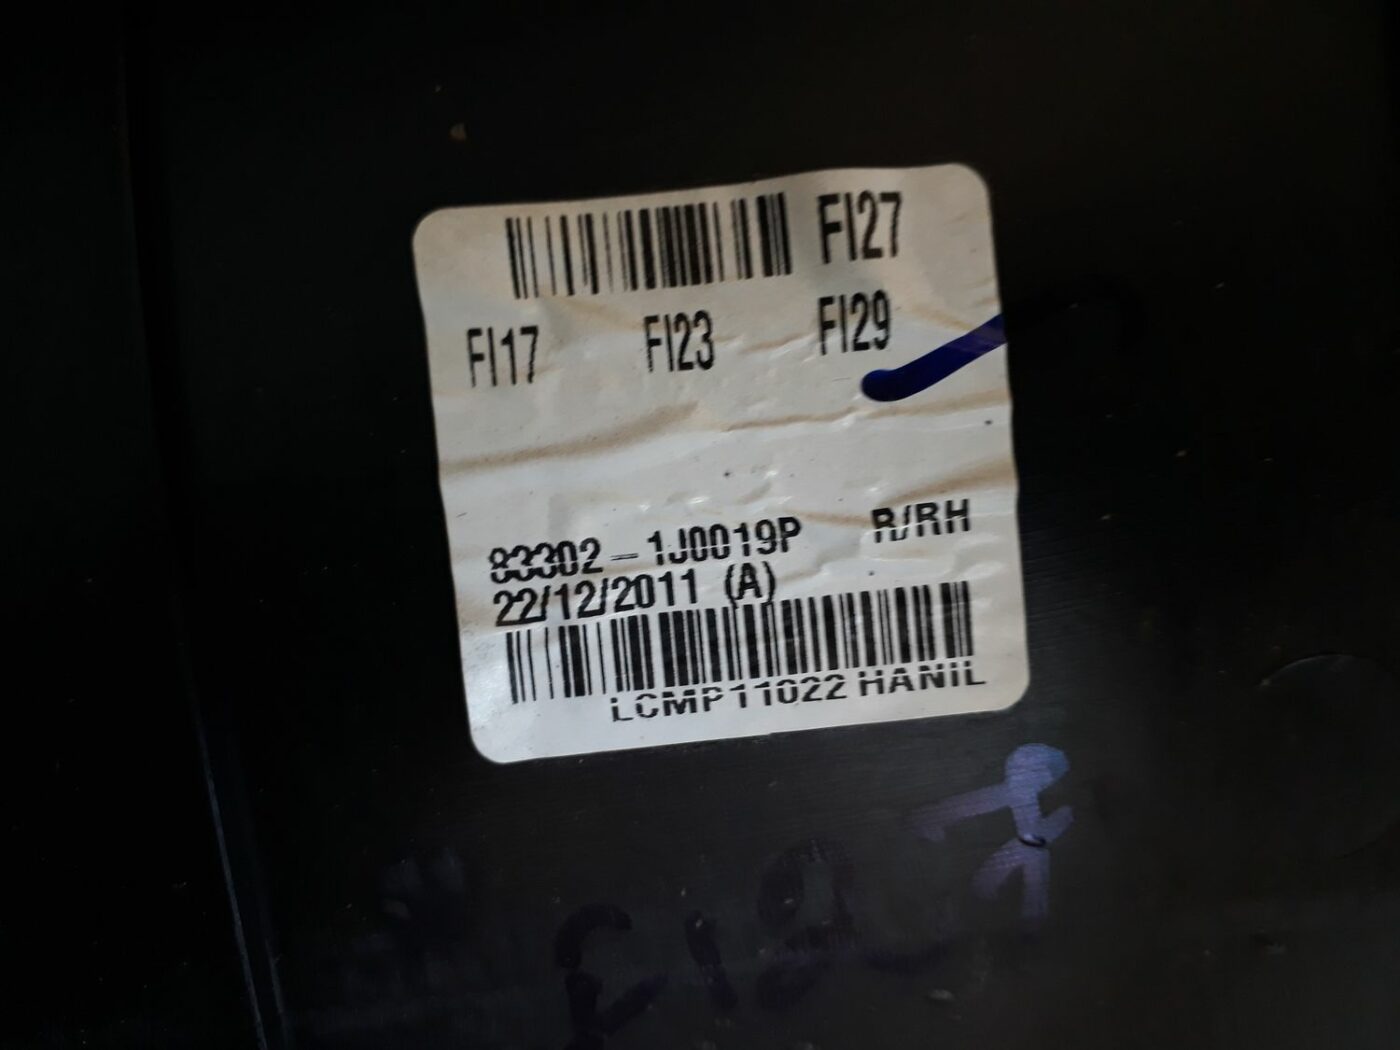 FI27
FI17 FI23 FI29
83302-1J0019P R/RH
22/12/2011 (A)
LCMP11022 HANIL